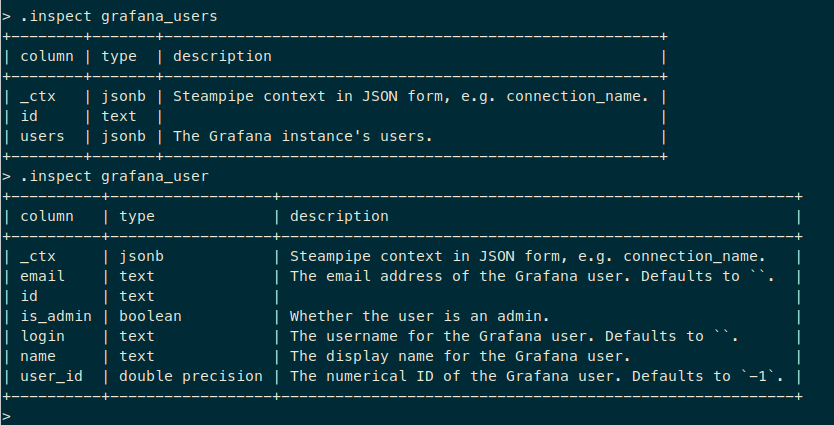 > .inspect grafana_users
+--------+-------+-------------------------------------------------------+
| column | type  | description                                           |
+--------+-------+-------------------------------------------------------+
| _ctx   | jsonb | Steampipe context in JSON form, e.g. connection_name. |
| id     | text  |                                                       |
| users  | jsonb | The Grafana instance's users.                         |
+--------+-------+-------------------------------------------------------+
> .inspect grafana_user
+----------+------------------+---------------------------------------------------------+
| column   | type             | description                                             |
+----------+------------------+---------------------------------------------------------+
| _ctx     | jsonb            | Steampipe context in JSON form, e.g. connection_name.   |
| email    | text             | The email address of the Grafana user. Defaults to ``.  |
| id       | text             |                                                         |
| is_admin | boolean          | Whether the user is an admin.                           |
| login    | text             | The username for the Grafana user. Defaults to ``.      |
| name     | text             | The display name for the Grafana user.                  |
| user_id  | double precision | The numerical ID of the Grafana user. Defaults to `-1`. |
+----------+------------------+---------------------------------------------------------+
>